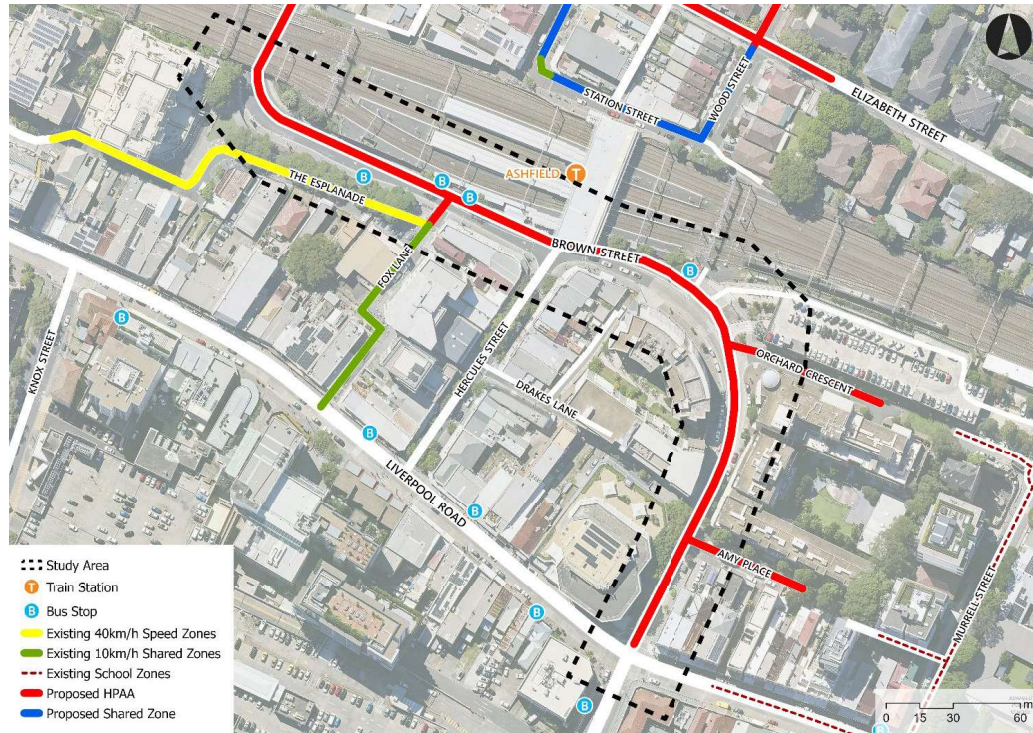 ELIZABETH STREET
STATION STREET
WOOD STREET
ASHFIELD T
THE ESPLANADE
B
B
B
FOX LANE
BROWN STREET
B
B
KNOX STREET
HERCULES STREET
ORCHARD CRESCENT
DRAKES LANE
B
LIVERPOOL ROAD
B
AMY PLACE
MURRELL STREET
B
B
B
Study Area
T Train Station
B Bus Stop
Existing 40km/h Speed Zones
Existing 10km/h Shared Zones
Existing School Zones
Proposed HPAA
Proposed Shared Zone
m
0 15 30 60